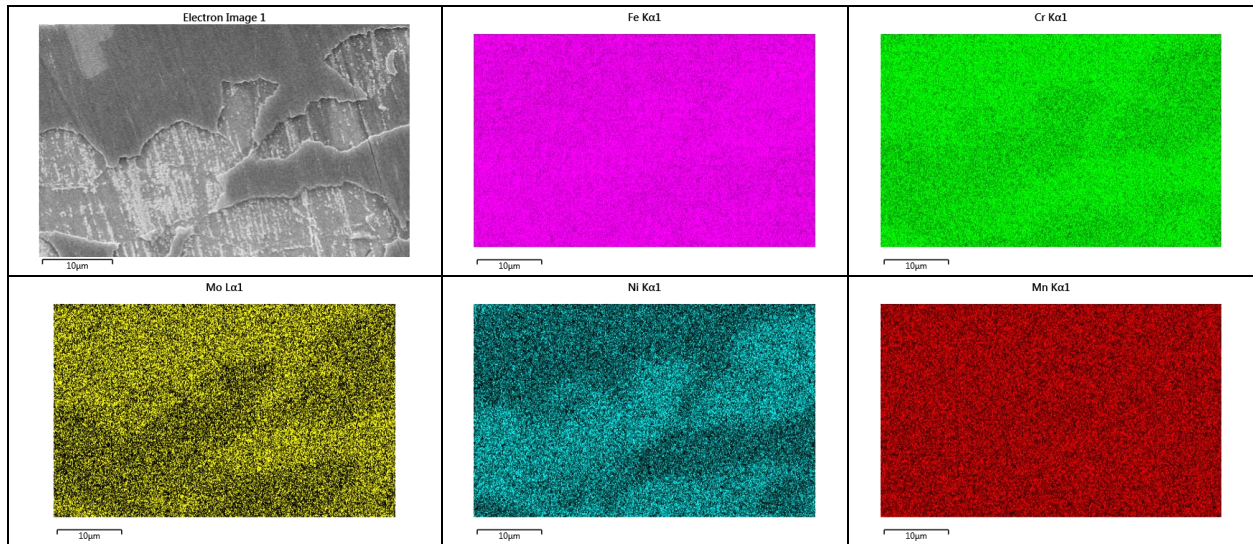 Electron Image 1
10µm
Fe Kα1
10µm
Cr Kα1
10µm
Mo Lα1
10µm
Ni Kα1
10µm
Mn Kα1
10µm